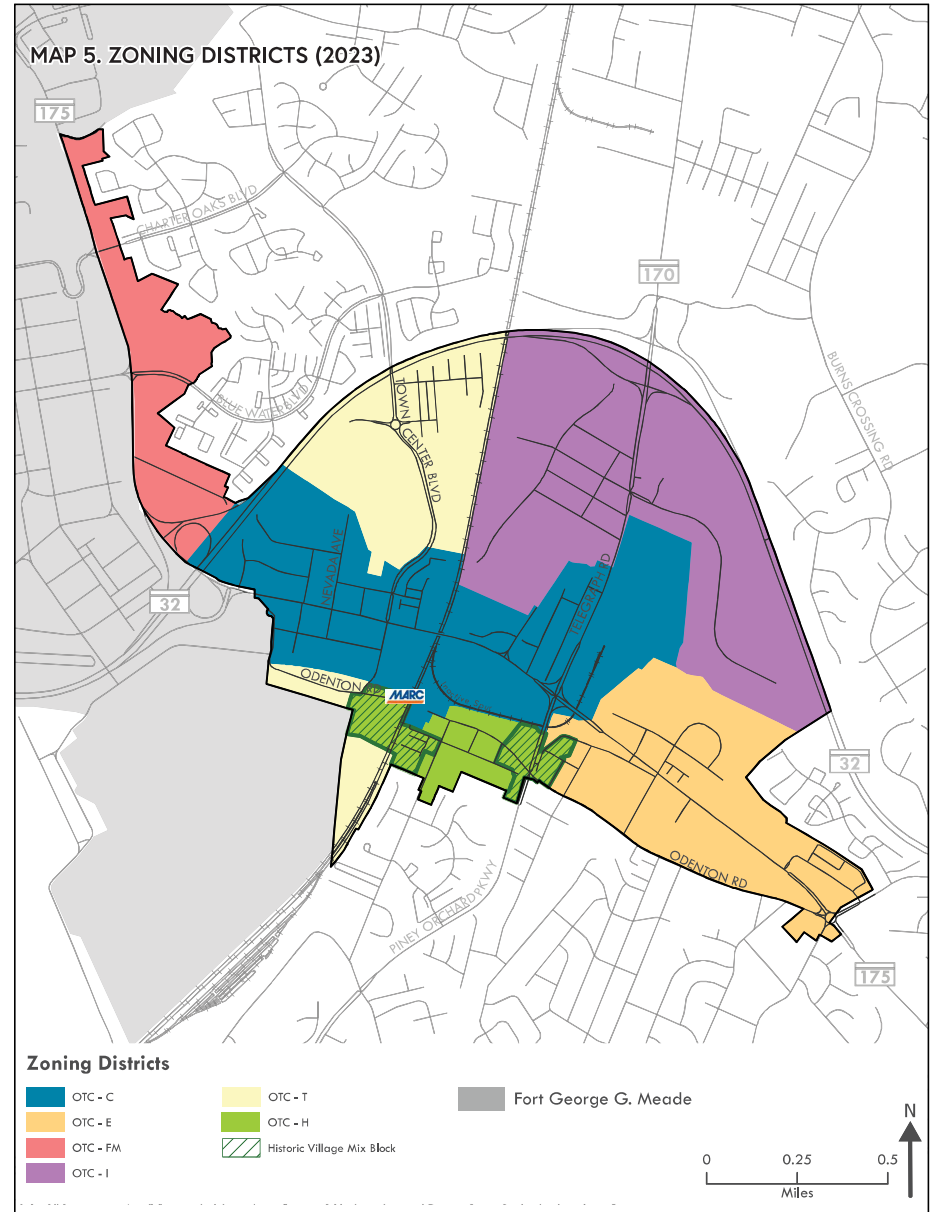 MAP 5. ZONING DISTRICTS (2023)
175
CHARTER OAKS BLVD
170
BURNS CROSSING RD
BLUE WATER BLVD
TOWN CENTER BLVD
NEVADA AVE
TELEGRAPH RD
32
ODENTON RD
MARC
32
ODENTON RD
PINEY ORCHARD PKWY
175
Zoning Districts
OTC - C
OTC - E
OTC - FM
OTC - I
OTC - T
OTC - H
Historic Village Mix Block
Fort George G. Meade
N
0 0.25 0.5
Miles